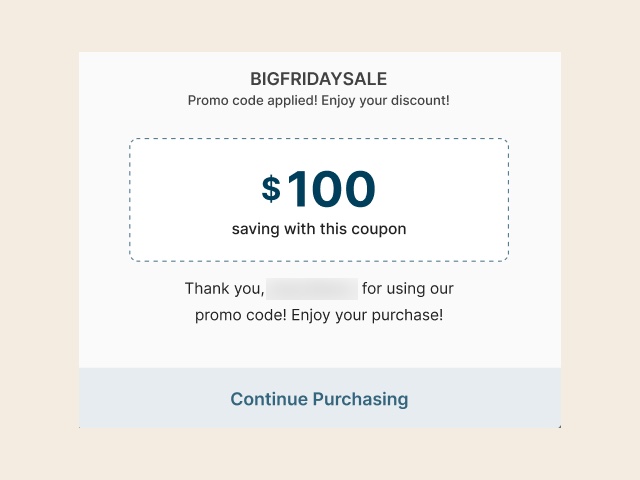 BIGFRIDAYSALE
Promo code applied! Enjoy your discount!
$100
saving with this coupon
Thank you, for using our
promo code! Enjoy your purchase!
Continue Purchasing